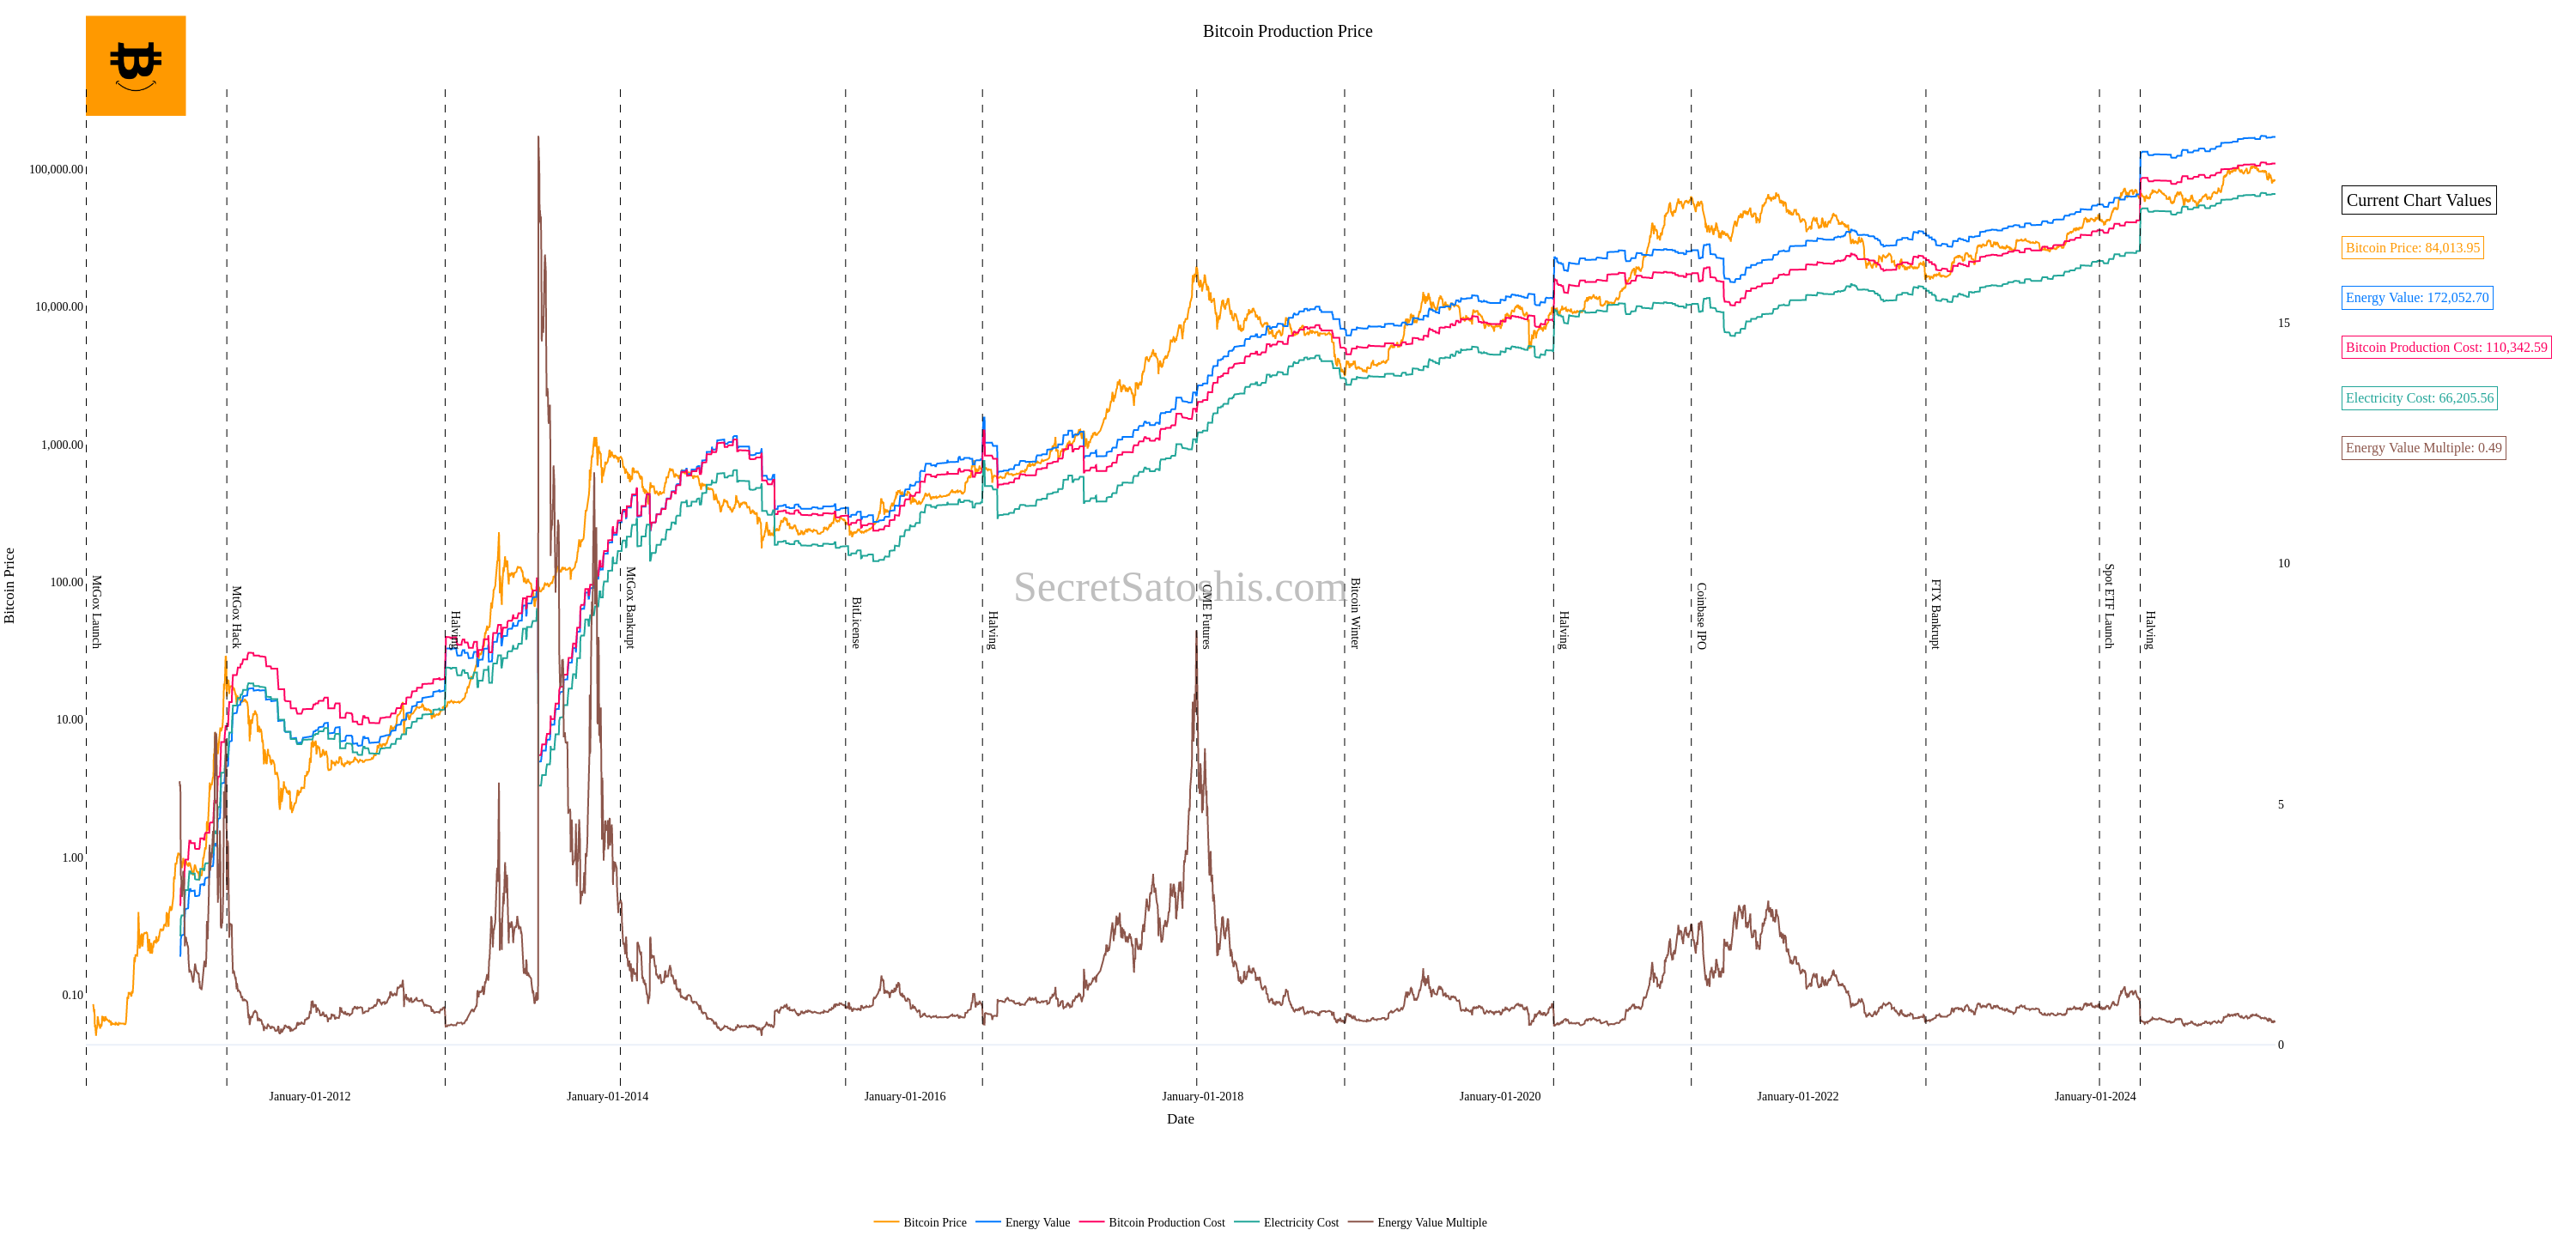 Bitcoin Production Price
100,000.00
10,000.00
1,000.00
100.00
10.00
1.00
0.10
Bitcoin Price
15
10
5
0
MtGox Launch
MtGox Hack
Halving
MtGox Bankrupt
BitLicense
Halving
CME Futures
Bitcoin Winter
Halving
Coinbase IPO
FTX Bankrupt
Spot ETF Launch
Halving
SecretSatoshis.com
January-01-2012
January-01-2014
January-01-2016
January-01-2018
January-01-2020
January-01-2022
January-01-2024
Date
Current Chart Values
Bitcoin Price: 84,013.95
Energy Value: 172,052.70
Bitcoin Production Cost: 110,342.59
Electricity Cost: 66,205.56
Energy Value Multiple: 0.49
Bitcoin Price
Energy Value
Bitcoin Production Cost
Electricity Cost
Energy Value Multiple